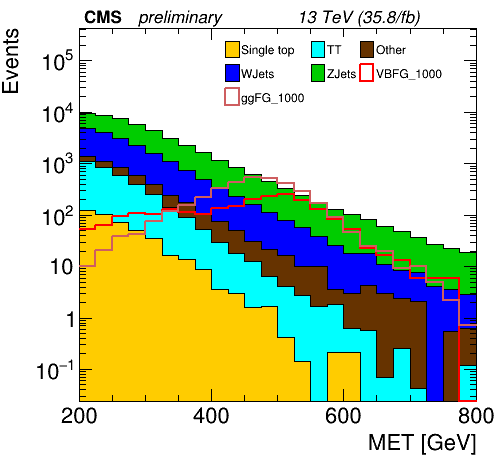 CMS preliminary 13 TeV (35.8/fb)
Events
Single top TT Other
WJets ZJets VBFG_1000
ggFG_1000
10⁵
10⁴
10³
10²
10
1
10⁻¹
200 400 600 800
MET [GeV]